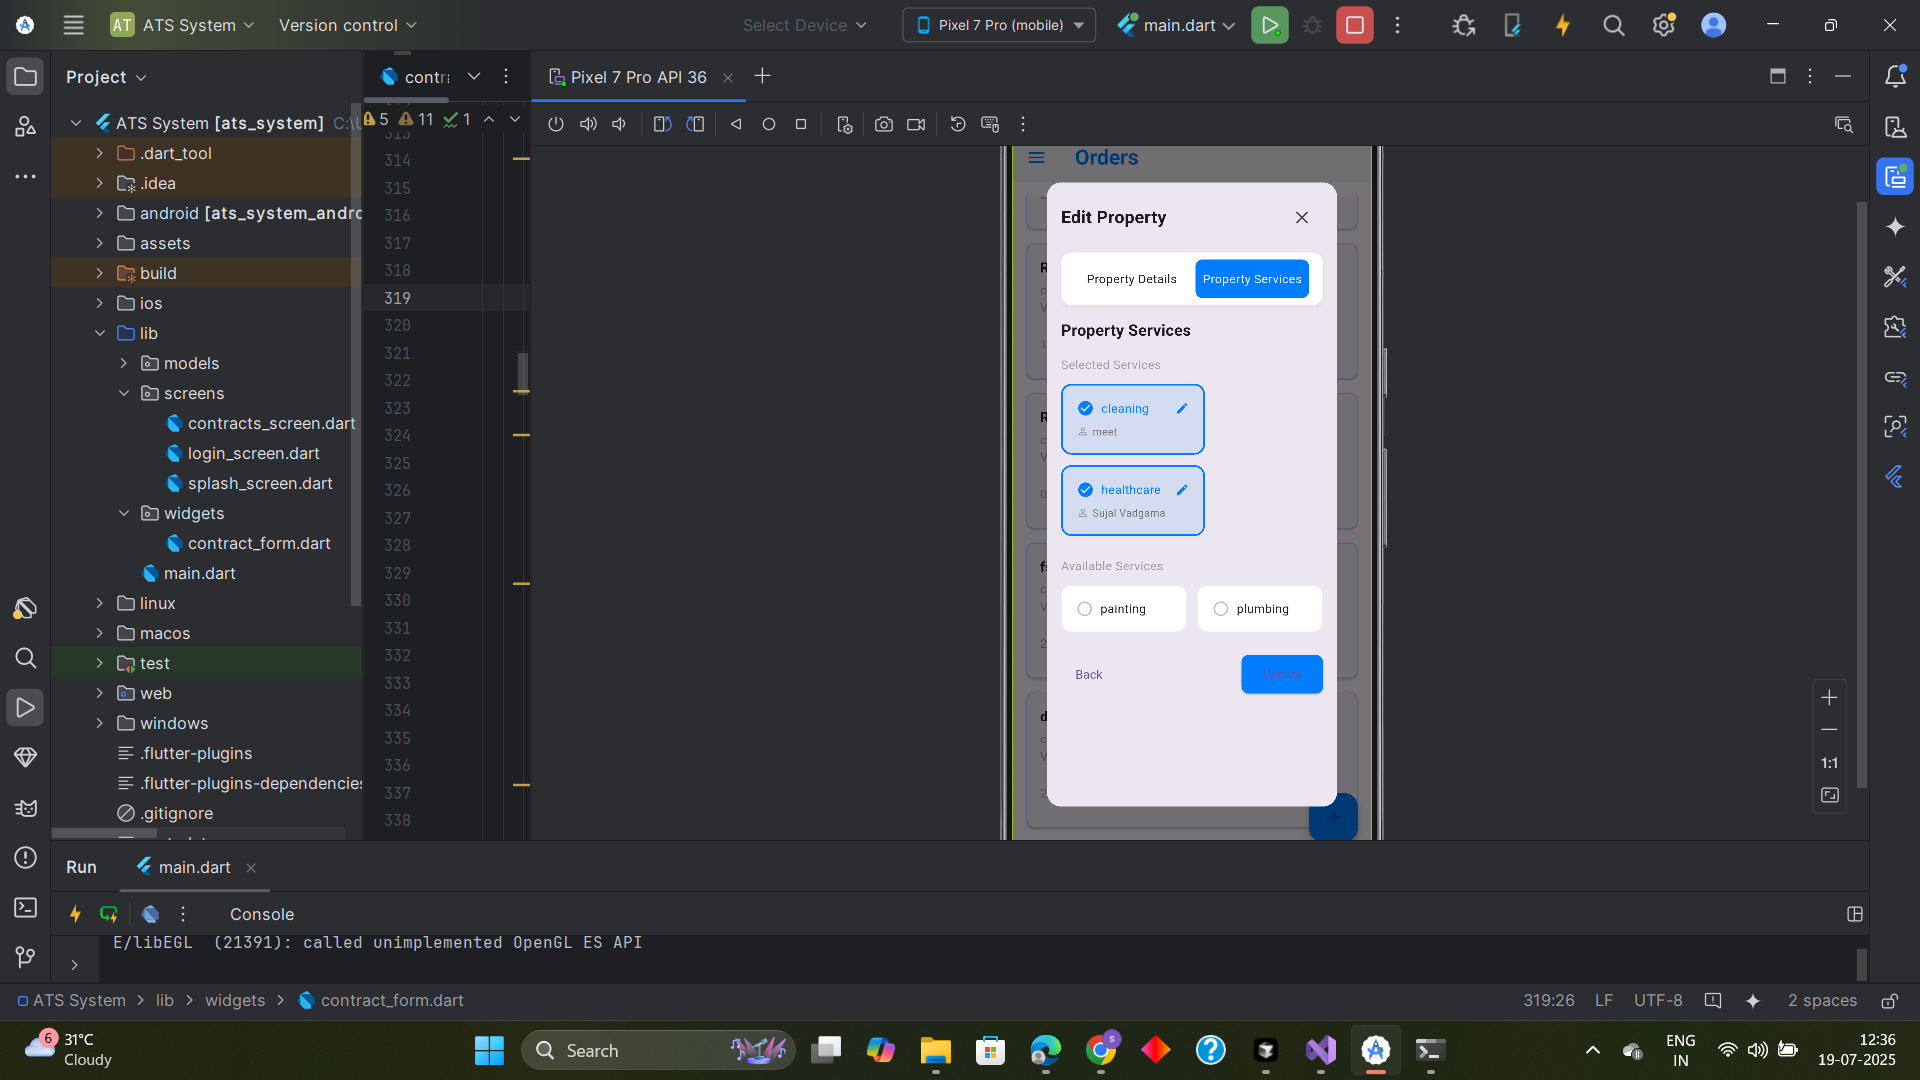 AT ATS System Version control Select Device Pixel 7 Pro (mobile) main.dart
Project
contr
Pixel 7 Pro API 36
ATS System [ats_system] C:\U
5 11 1
.dart_tool
.idea
android [ats_system_andro
assets
build
ios
lib
models
screens
contracts_screen.dart
login_screen.dart
splash_screen.dart
widgets
contract_form.dart
main.dart
linux
macos
test
web
windows
.flutter-plugins
.flutter-plugins-dependencies
.gitignore
313
314
315
316
317
318
319
320
321
322
323
324
325
326
327
328
329
330
331
332
333
334
335
336
337
338
Orders
Edit Property
Property Details Property Services
Property Services
Selected Services
cleaning
meet
healthcare
Sujal Vadgama
Available Services
painting plumbing
Back Update
1:1
Run main.dart
Console
E/libEGL (21391): called unimplemented OpenGL ES API
ATS System > lib > widgets > contract_form.dart 319:26 LF UTF-8 2 spaces
6 31°C
Cloudy
Search
ENG
IN
12:36
19-07-2025